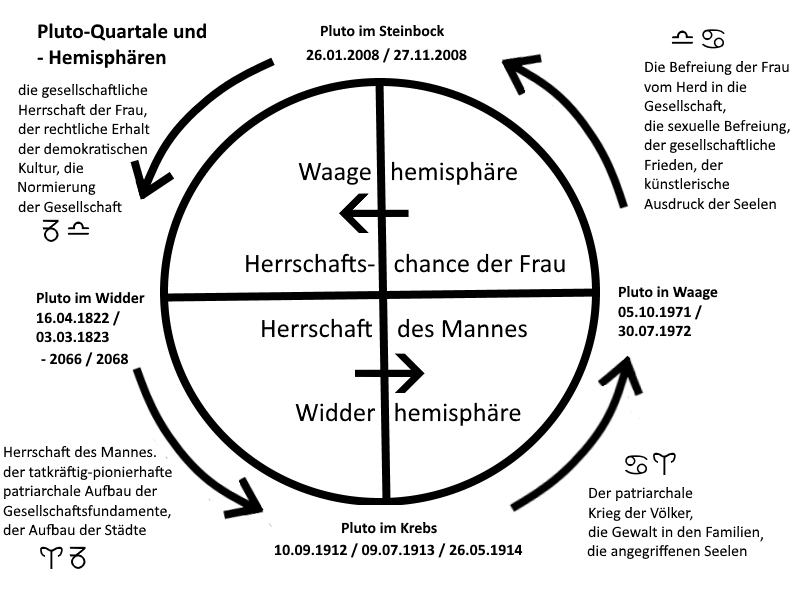 Pluto-Quartale und
- Hemisphären
die gesellschaftliche
Herrschaft der Frau,
der rechtliche Erhalt
der demokratischen
Kultur, die
Normierung
der Gesellschaft
♑ ♎
Pluto im Steinbock
26.01.2008 / 27.11.2008
♎ ♋
Die Befreiung der Frau
vom Herd in die
Gesellschaft,
die sexuelle Befreiung,
der gesellschaftliche
Frieden, der
künstlerische
Ausdruck der Seelen
Waage hemisphäre
Herrschafts- chance der Frau
Herrschaft des Mannes
Widder hemisphäre
Pluto im Widder
16.04.1822 /
03.03.1823
- 2066 / 2068
Pluto in Waage
05.10.1971 /
30.07.1972
Herrschaft des Mannes.
der tatkräftig-pionierhafte
patriarchale Aufbau der
Gesellschaftsfundamente,
der Aufbau der Städte
♈ ♑
Pluto im Krebs
10.09.1912 / 09.07.1913 / 26.05.1914
♋ ♈
Der patriarchale
Krieg der Völker,
die Gewalt in den Familien,
die angegriffenen Seelen